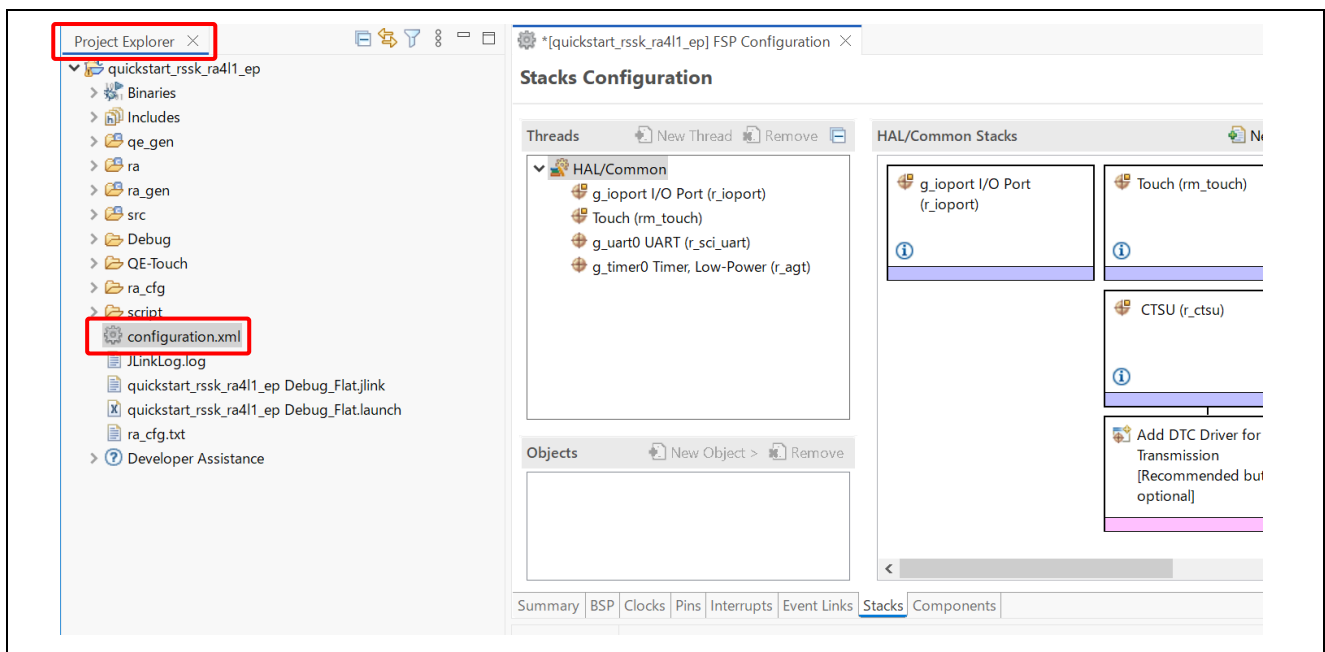 Project Explorer
quickstart_rssk_ra4l1_ep
Binaries
Includes
qe_gen
ra
ra_gen
src
Debug
QE-Touch
ra_cfg
script
configuration.xml
JLinkLog.log
quickstart_rssk_ra4l1_ep Debug_Flat.jlink
quickstart_rssk_ra4l1_ep Debug_Flat.launch
ra_cfg.txt
Developer Assistance
*[quickstart_rssk_ra4l1_ep] FSP Configuration
Stacks Configuration
Threads New Thread Remove
HAL/Common
g_ioport I/O Port (r_ioport)
Touch (rm_touch)
g_uart0 UART (r_sci_uart)
g_timer0 Timer, Low-Power (r_agt)
Objects New Object > Remove
HAL/Common Stacks
g_ioport I/O Port
(r_ioport)
Touch (rm_touch)
CTSU (r_ctsu)
Add DTC Driver for
Transmission
[Recommended but
optional]
Summary BSP Clocks Pins Interrupts Event Links Stacks Components